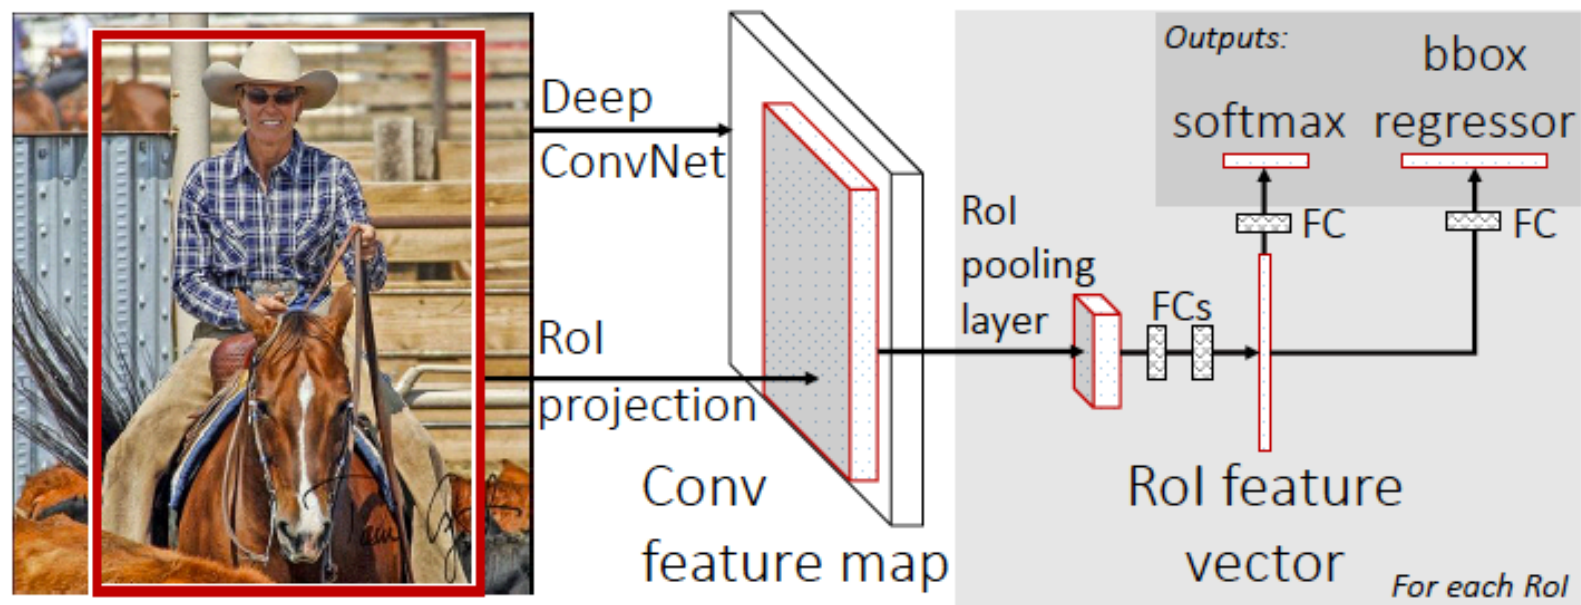 Deep
ConvNet
RoI
projection
Conv
feature map
RoI
pooling
layer
FCs
RoI feature
vector
Outputs:
softmax
bbox
regressor
FC
FC
For each RoI